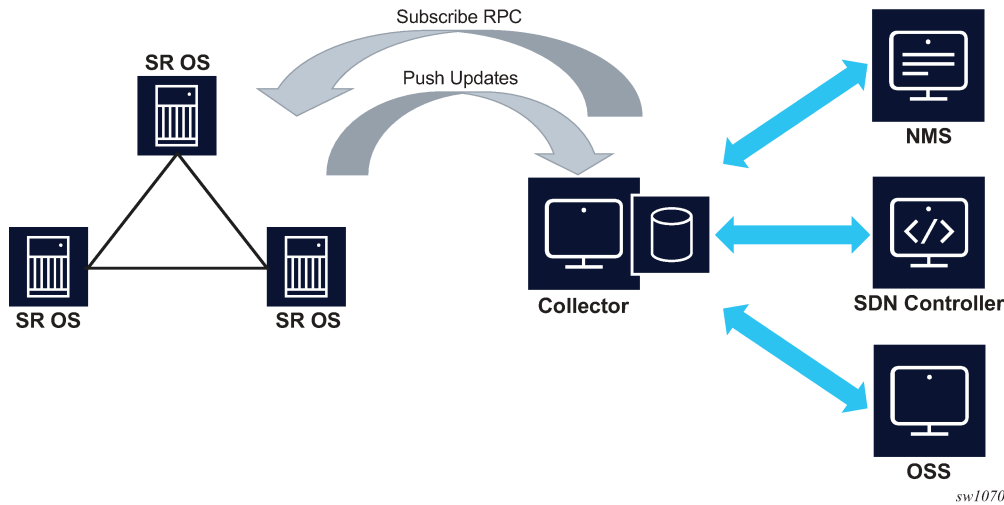 Subscribe RPC
Push Updates
SR OS
SR OS
SR OS
Collector
NMS
</>
SDN Controller
OSS
sw1070